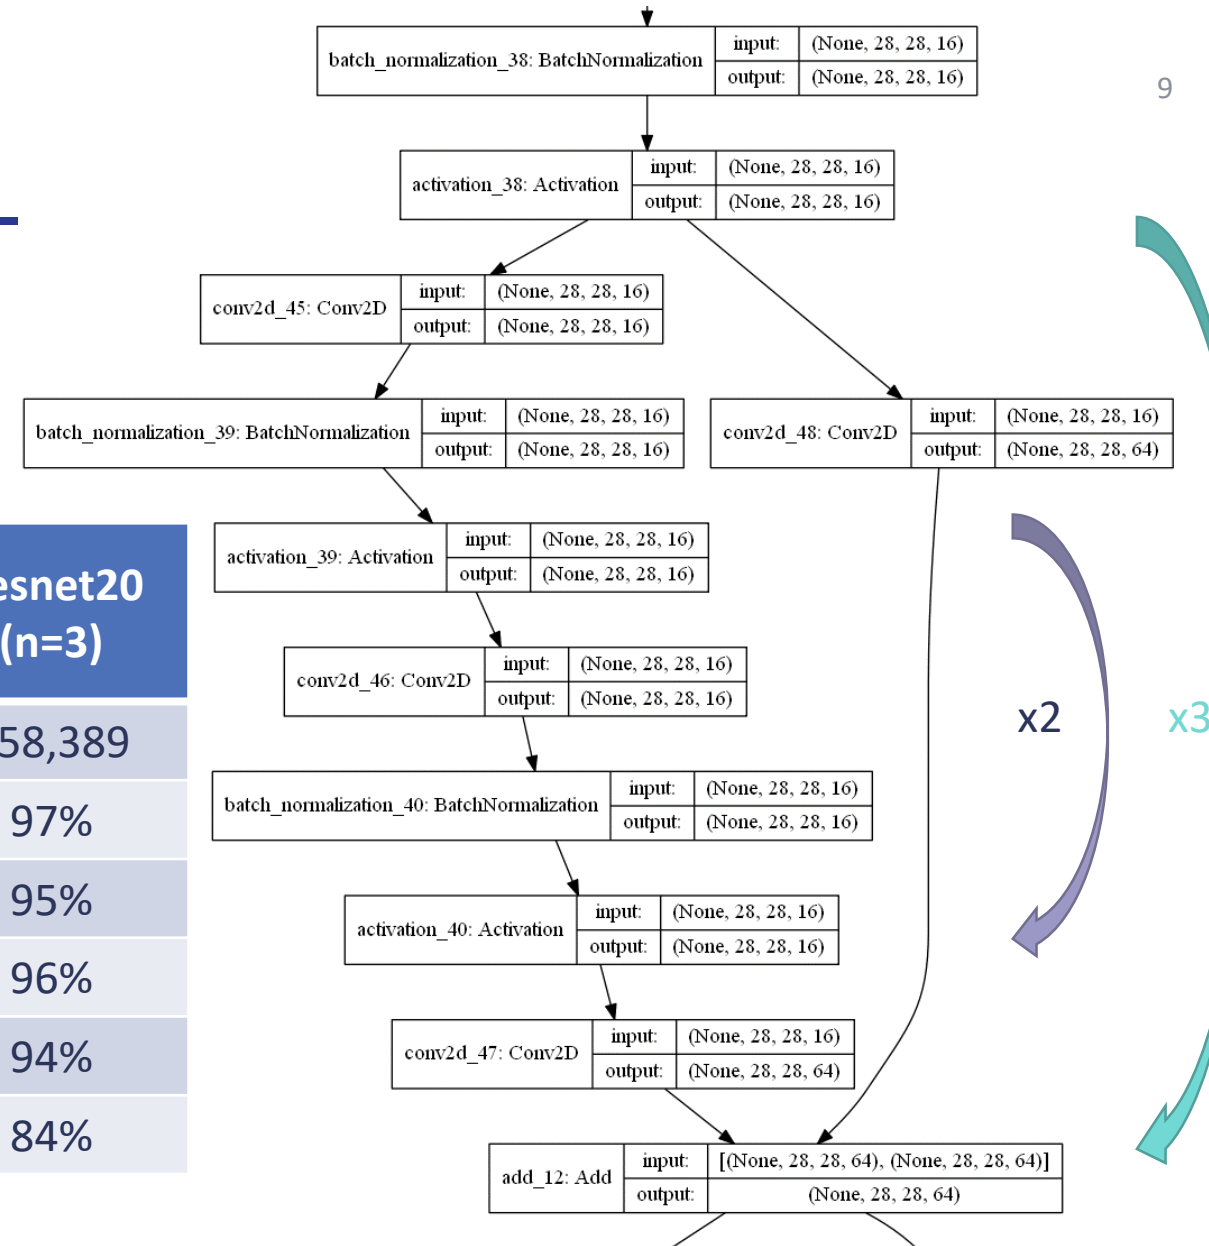 batch_normalization_38: BatchNormalization input: (None, 28, 28, 16)
output: (None, 28, 28, 16)
9
activation_38: Activation input: (None, 28, 28, 16)
output: (None, 28, 28, 16)
conv2d_45: Conv2D input: (None, 28, 28, 16)
output: (None, 28, 28, 16)
batch_normalization_39: BatchNormalization input: (None, 28, 28, 16)
output: (None, 28, 28, 16)
conv2d_48: Conv2D input: (None, 28, 28, 16)
output: (None, 28, 28, 64)
activation_39: Activation input: (None, 28, 28, 16)
output: (None, 28, 28, 16)
conv2d_46: Conv2D input: (None, 28, 28, 16)
output: (None, 28, 28, 16)
batch_normalization_40: BatchNormalization input: (None, 28, 28, 16)
output: (None, 28, 28, 16)
activation_40: Activation input: (None, 28, 28, 16)
output: (None, 28, 28, 16)
conv2d_47: Conv2D input: (None, 28, 28, 16)
output: (None, 28, 28, 64)
add_12: Add input: [(None, 28, 28, 64), (None, 28, 28, 64)]
output: (None, 28, 28, 64)
x2
x3
esnet20
(n=3)
58,389
97%
95%
96%
94%
84%